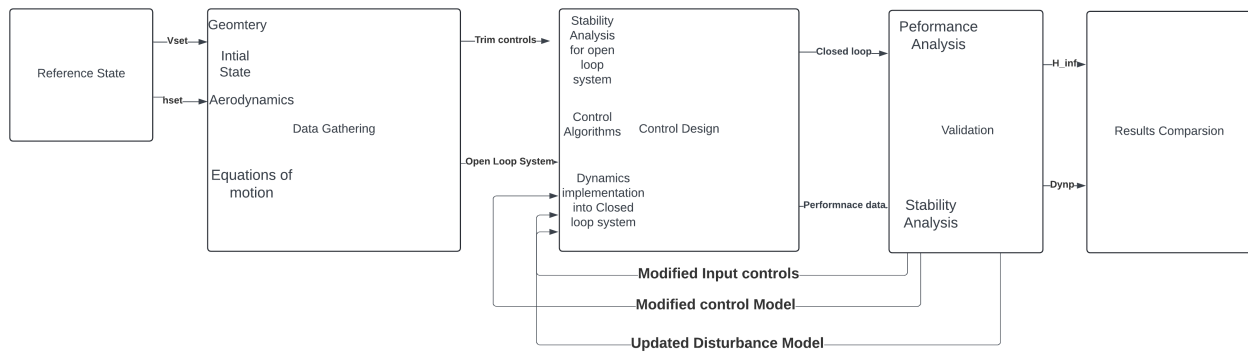 Reference State
Vset
hset
Geomtery
Intial
State
Aerodynamics
Data Gathering
Equations of
motion
Trim controls
Open Loop System
Stability
Analysis
for open
loop
system
Control
Algorithms
Control Design
Dynamics
implementation
into Closed
loop system
Closed loop
Performnace data
Peformance
Analysis
Validation
Stability
Analysis
H_inf
Dynp
Results Comparsion
Modified Input controls
Modified control Model
Updated Disturbance Model